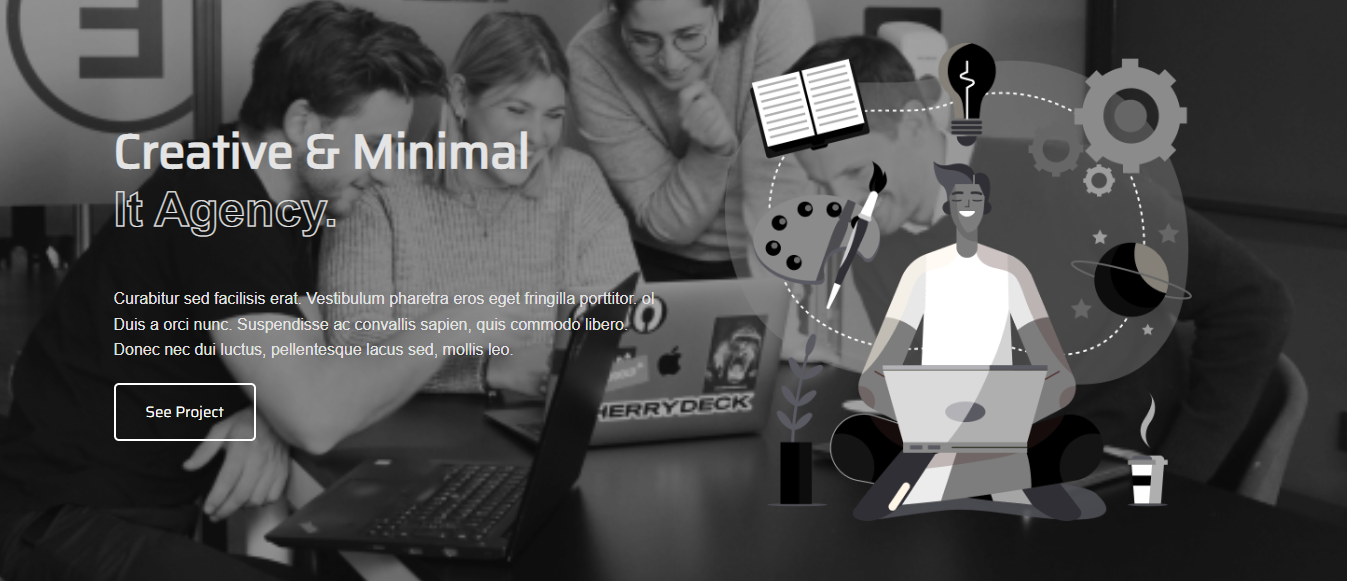 Creative & Minimal
It Agency.
Curabitur sed facilisis erat. Vestibulum pharetra eros eget fringilla porttitor. ol
Duis a orci nunc. Suspendisse ac convallis sapien, quis commodo libero.
Donec nec dui luctus, pellentesque lacus sed, mollis leo.
HERRYDECK
See Project